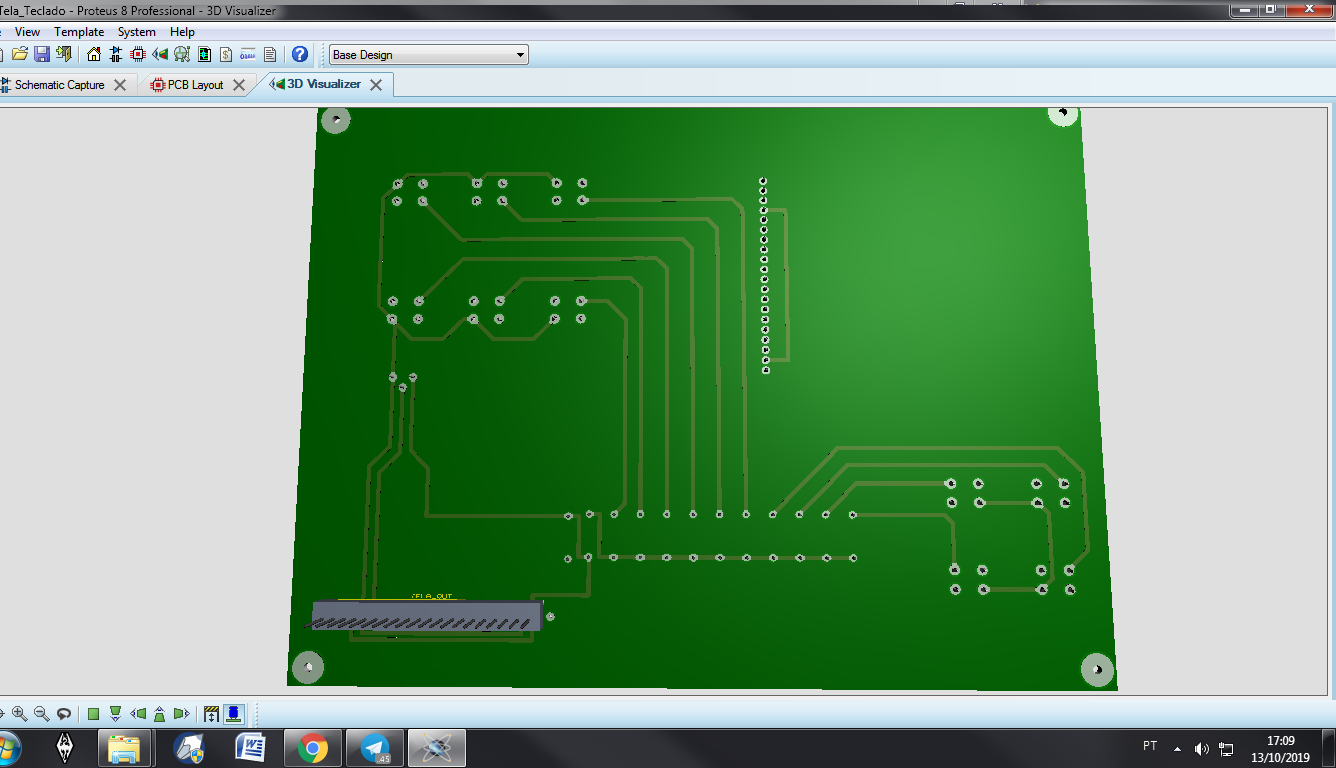 Tela_Teclado - Proteus 8 Professional - 3D Visualizer
View Template System Help
Base Design
Schematic Capture PCB Layout 3D Visualizer
TELA_OUT
45
PT
17:09
13/10/2019